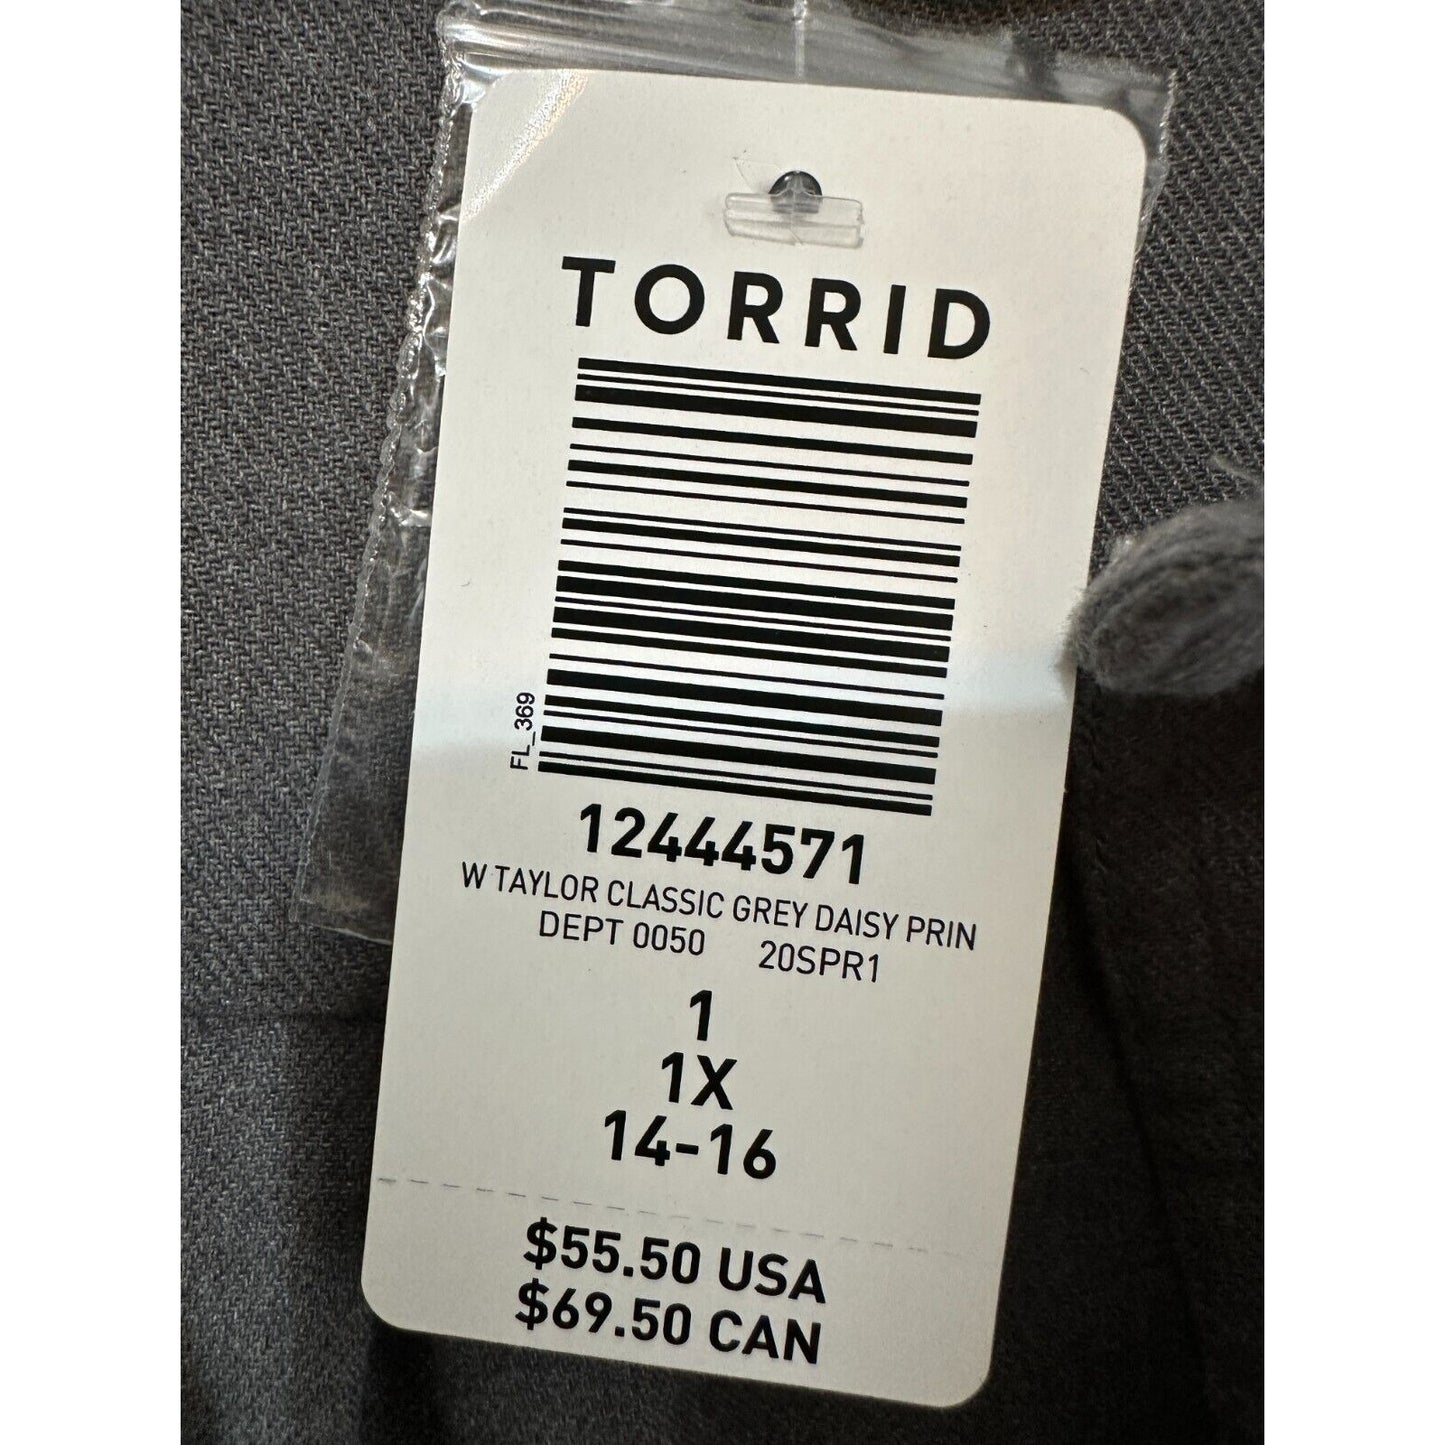 TORRID
FL_369
12444571
W TAYLOR CLASSIC GREY DAISY PRIN
DEPT 0050 20SPR1
1
1X
14-16
$55.50 USA
$69.50 CAN